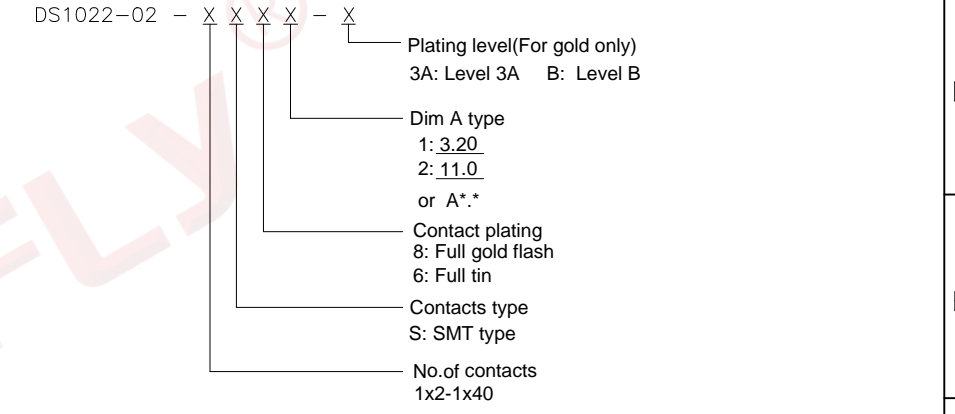 DS1022-02 - X X X X - X
Plating level(For gold only)
3A: Level 3A B: Level B
Dim A type
1: 3.20
2: 11.0
or A*.*
Contact plating
8: Full gold flash
6: Full tin
Contacts type
S: SMT type
No.of contacts
1x2-1x40
FLY®